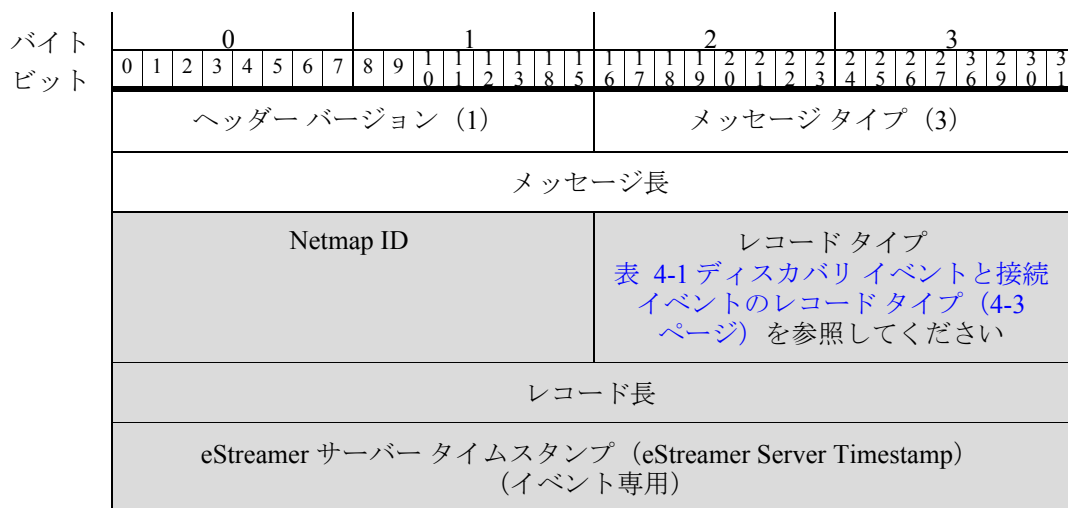 バイト 0 1 2 3
ビット 0 1 2 3 4 5 6 7 8 9 10 11 12 13 18 15 16 17 18 19 20 21 22 23 24 25 26 27 36 29 30 31
ヘッダー バージョン（1） メッセージ タイプ（3）
メッセージ長
Netmap ID レコード タイプ
表 4-1 ディスカバリ イベントと接続
イベントのレコード タイプ（4-3
ページ）を参照してください
レコード長
eStreamer サーバー タイムスタンプ（eStreamer Server Timestamp）
（イベント専用）